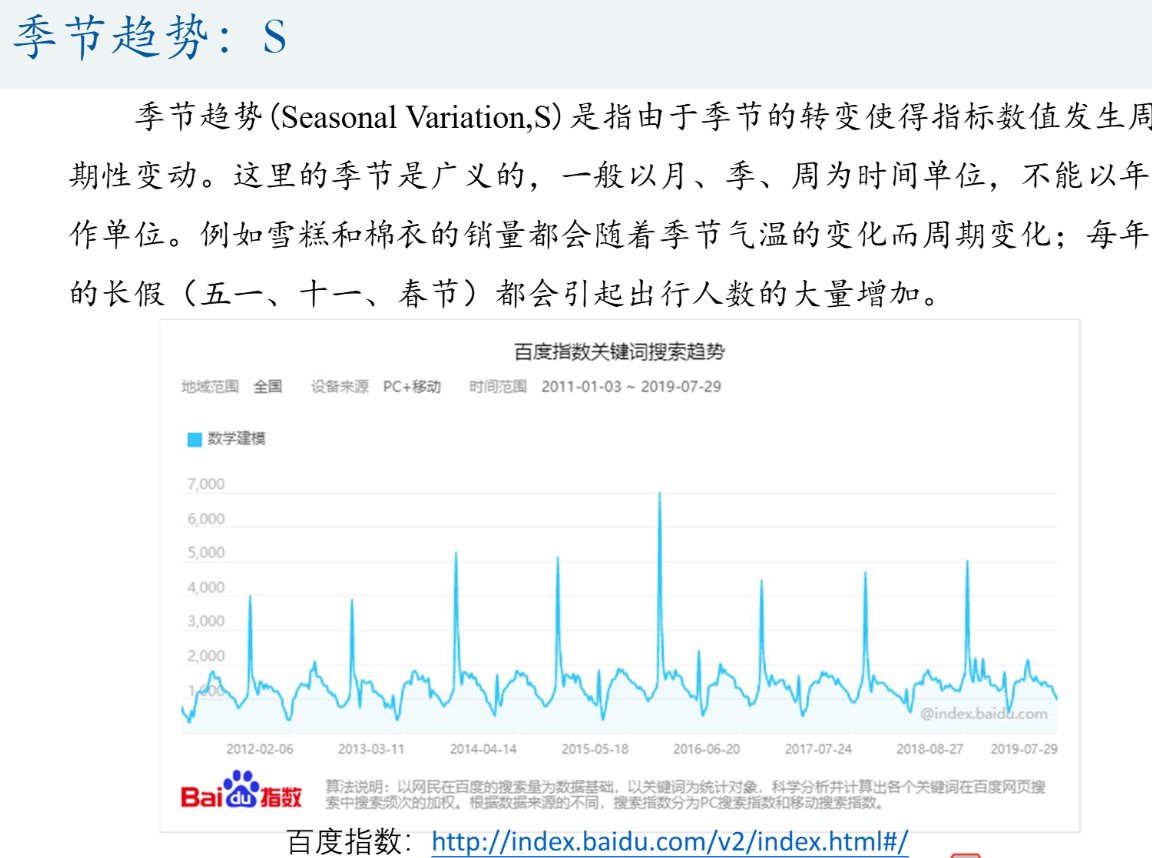 季节趋势：S
季节趋势(Seasonal Variation,S)是指由于季节的转变使得指标数值发生周
期性变动。这里的季节是广义的，一般以月、季、周为时间单位，不能以年
作单位。例如雪糕和棉衣的销量都会随着季节气温的变化而周期变化；每年
的长假（五一、十一、春节）都会引起出行人数的大量增加。
百度指数关键词搜索趋势
地域范围 全国 设备来源 PC+移动 时间范围 2011-01-03 ~ 2019-07-29
数学建模
7,000
6,000
5,000
4,000
3,000
2,000
1,000
@index.baidu.com
2012-02-06 2013-03-11 2014-04-14 2015-05-18 2016-06-20 2017-07-24 2018-08-27 2019-07-29
Bai du 指数
算法说明：以网民在百度的搜索量为数据基础，以关键词为统计对象，科学分析并计算出各个关键词在百度网页搜
索中搜索频次的加权。根据数据来源的不同，搜索指数分为PC搜索指数和移动搜索指数。
百度指数：http://index.baidu.com/v2/index.html#/